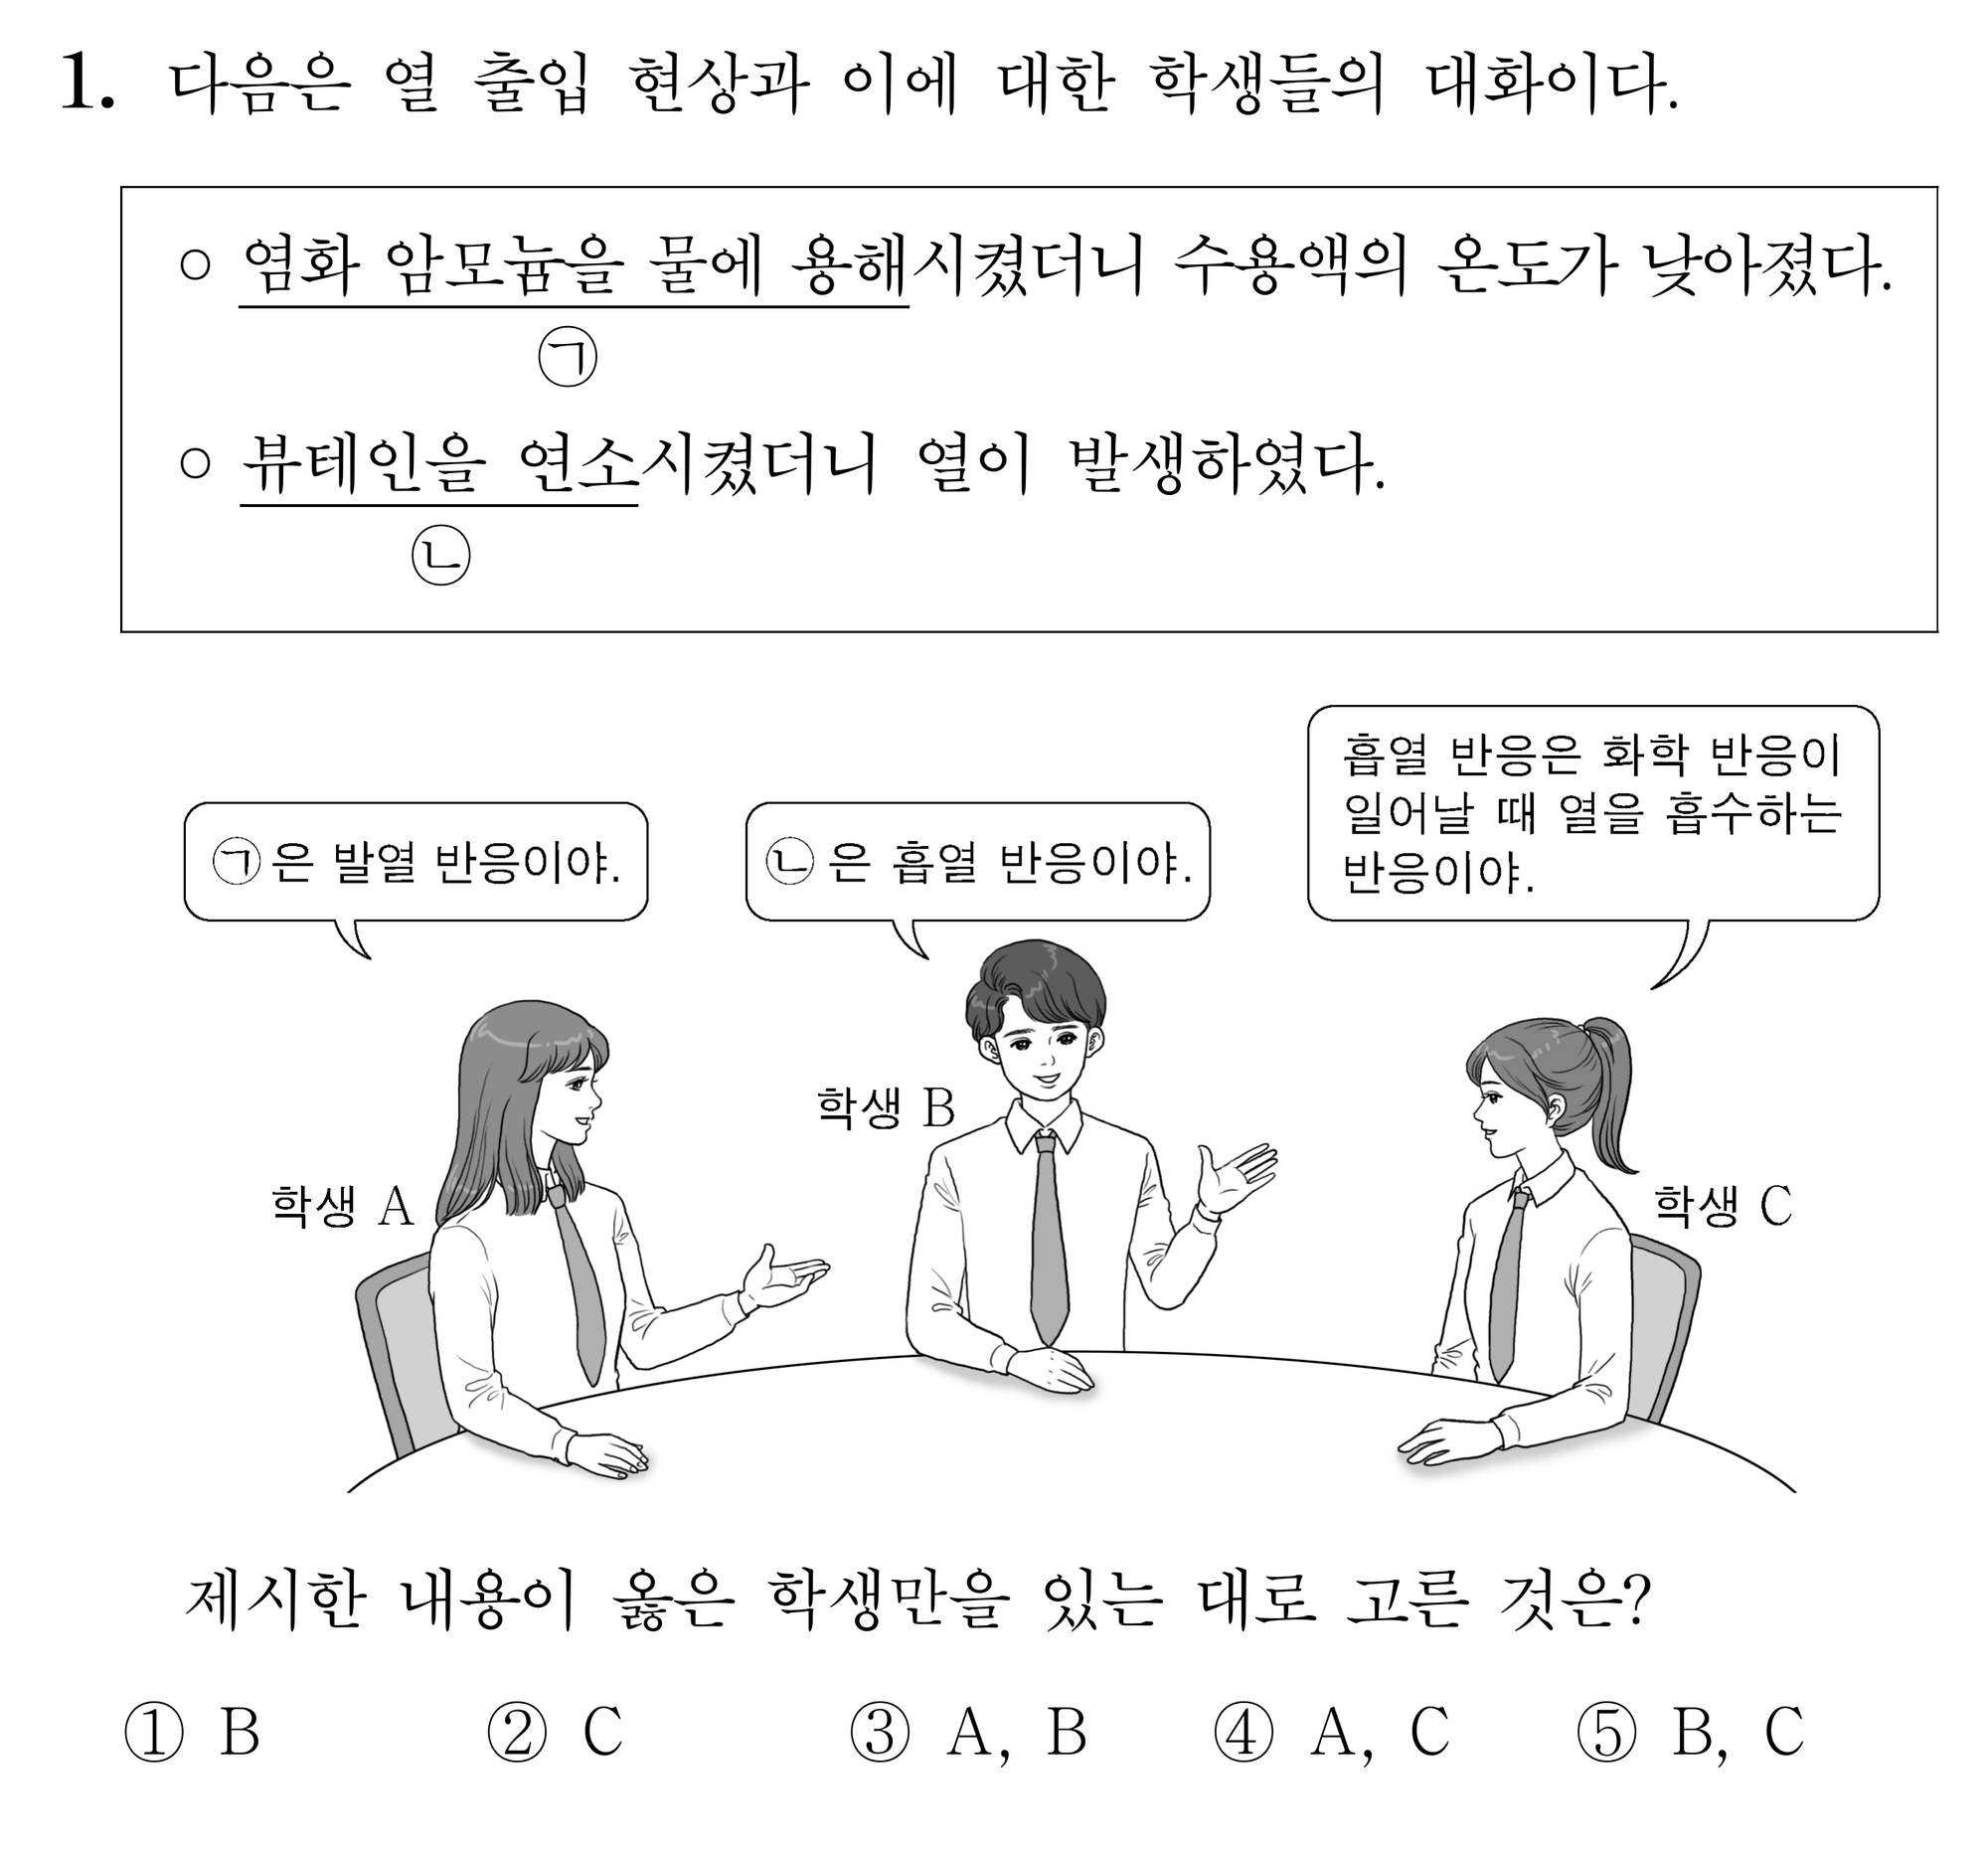 1. 다음은 열 출입 현상과 이에 대한 학생들의 대화이다.
○ 염화 암모늄을 물에 용해시켰더니 수용액의 온도가 낮아졌다.
㉠
○ 뷰테인을 연소시켰더니 열이 발생하였다.
㉡
㉠은 발열 반응이야.
㉡은 흡열 반응이야.
흡열 반응은 화학 반응이
일어날 때 열을 흡수하는
반응이야.
학생 A
학생 B
학생 C
제시한 내용이 옳은 학생만을 있는 대로 고른 것은?
① B ② C ③ A, B ④ A, C ⑤ B, C